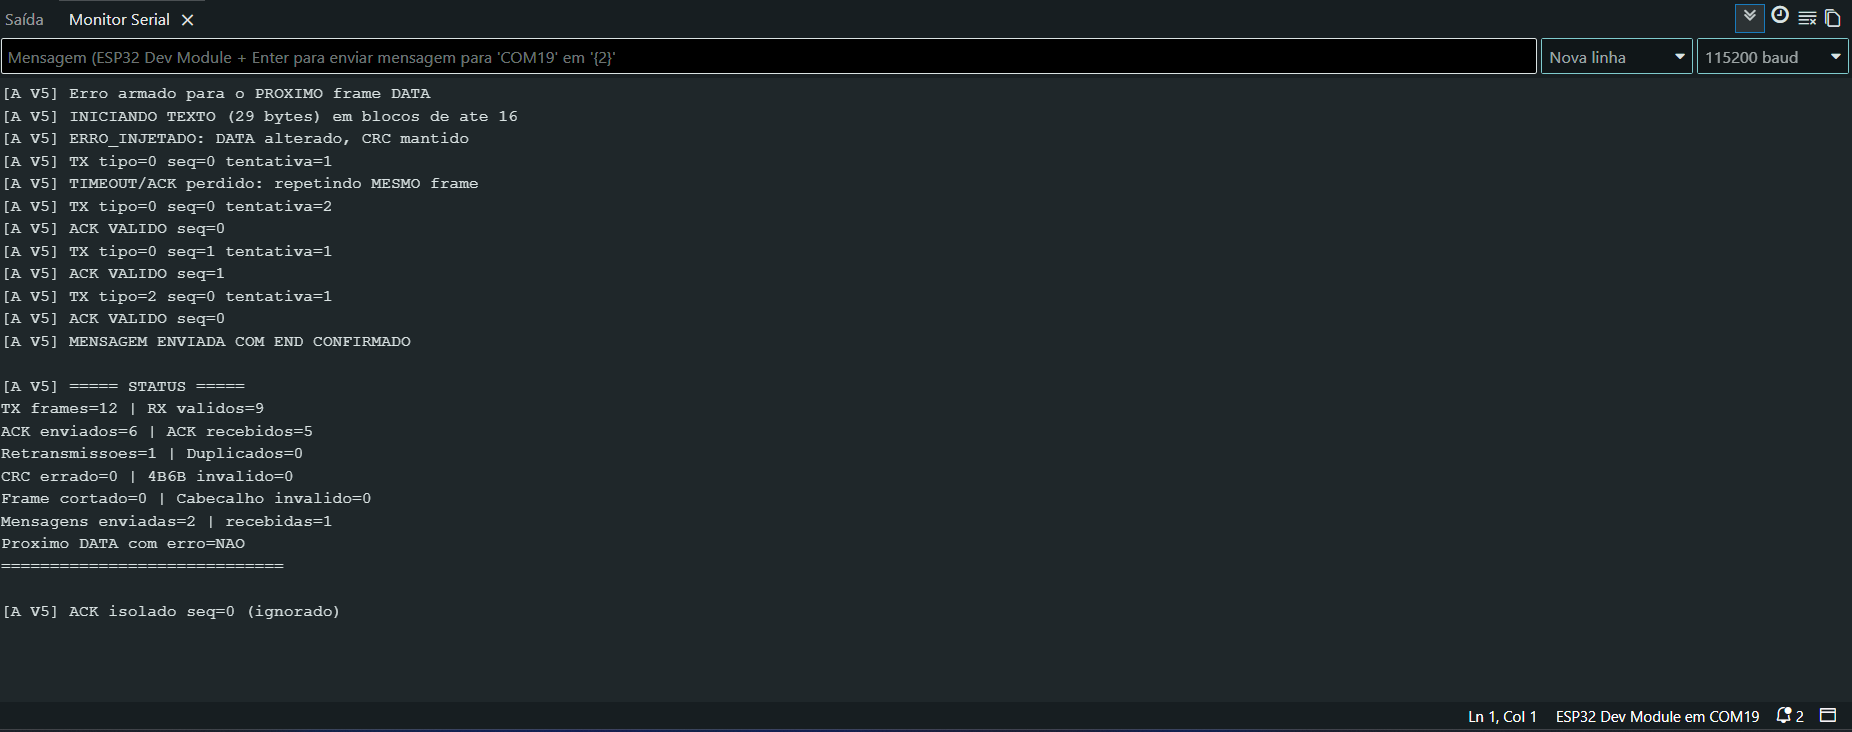 Saída Monitor Serial
Mensagem (ESP32 Dev Module + Enter para enviar mensagem para 'COM19' em '{2}' Nova linha 115200 baud
[A V5] Erro armado para o PROXIMO frame DATA
[A V5] INICIANDO TEXTO (29 bytes) em blocos de ate 16
[A V5] ERRO_INJETADO: DATA alterado, CRC mantido
[A V5] TX tipo=0 seq=0 tentativa=1
[A V5] TIMEOUT/ACK perdido: repetindo MESMO frame
[A V5] TX tipo=0 seq=0 tentativa=2
[A V5] ACK VALIDO seq=0
[A V5] TX tipo=0 seq=1 tentativa=1
[A V5] ACK VALIDO seq=1
[A V5] TX tipo=2 seq=0 tentativa=1
[A V5] ACK VALIDO seq=0
[A V5] MENSAGEM ENVIADA COM END CONFIRMADO
[A V5] ===== STATUS =====
TX frames=12 | RX validos=9
ACK enviados=6 | ACK recebidos=5
Retransmissoes=1 | Duplicados=0
CRC errado=0 | 4B6B invalido=0
Frame cortado=0 | Cabecalho invalido=0
Mensagens enviadas=2 | recebidas=1
Proximo DATA com erro=NAO
=============================
[A V5] ACK isolado seq=0 (ignorado)
Ln 1, Col 1 ESP32 Dev Module em COM19 2